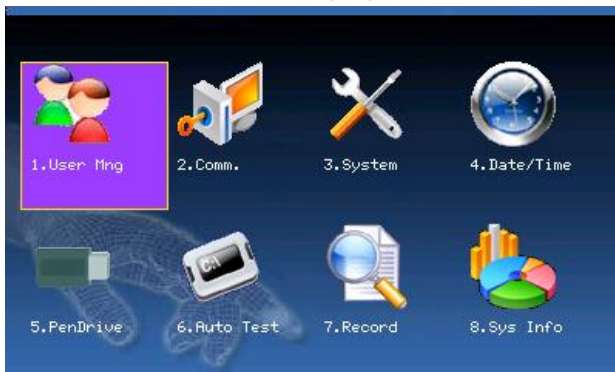 1.User Mng
2.Comm.
3.System
4.Date/Time
5.PenDrive
6.Auto Test
7.Record
8.Sys Info
C:\